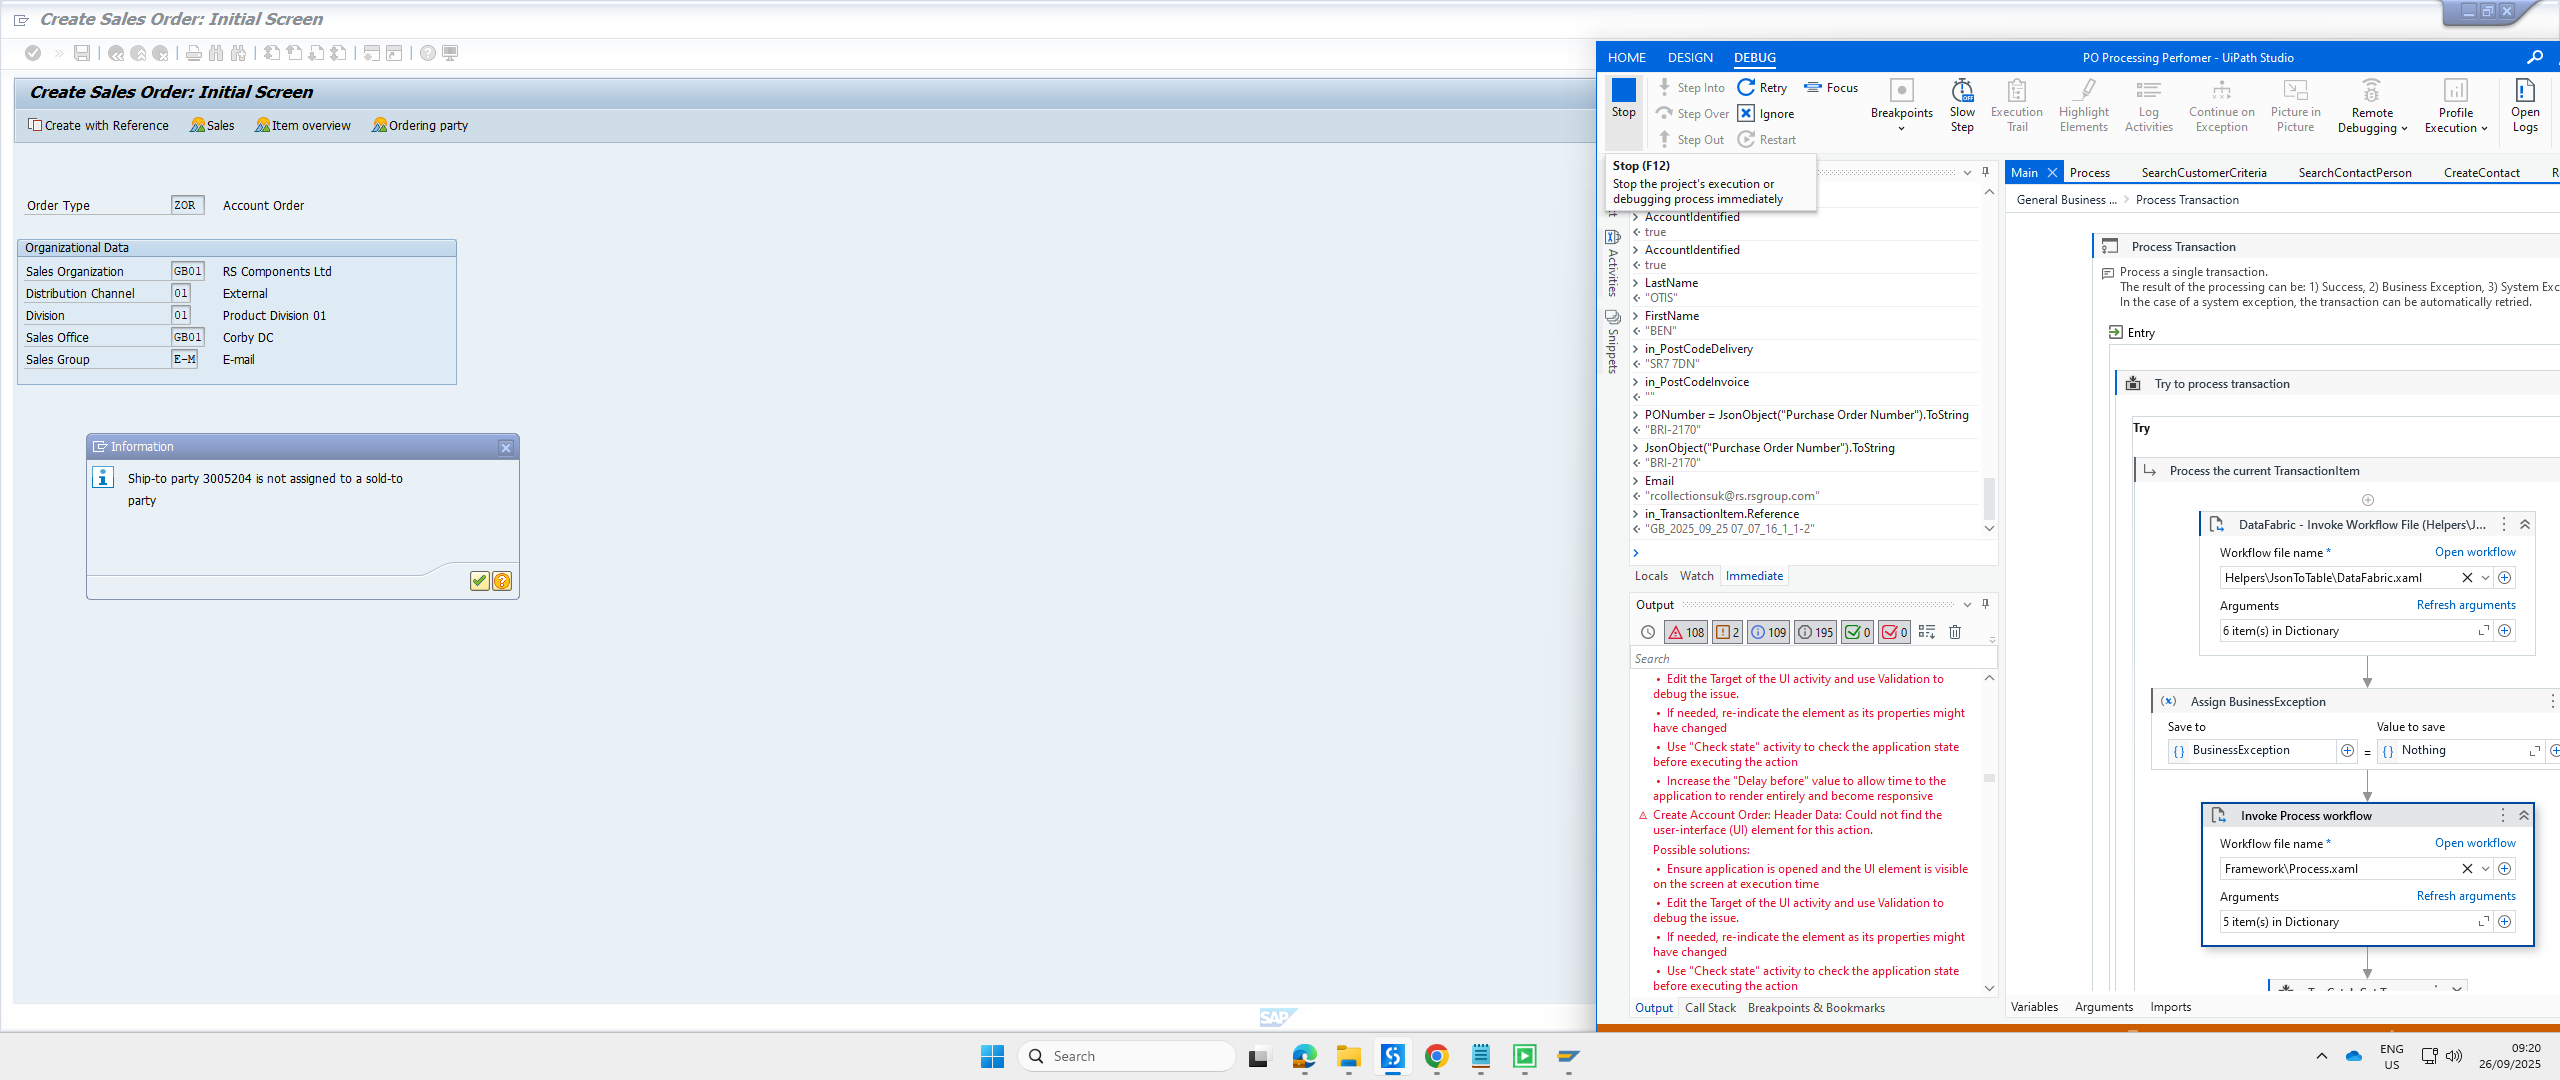 Create Sales Order: Initial Screen
Create Sales Order: Initial Screen
Create with Reference
Sales
Item overview
Ordering party
Order Type
ZOR
Account Order
Organizational Data
Sales Organization
GB01
RS Components Ltd
Distribution Channel
01
External
Division
01
Product Division 01
Sales Office
GB01
Corby DC
Sales Group
E-M
E-mail
Information
Ship-to party 3005204 is not assigned to a sold-to
party
SAP
HOME
DESIGN
DEBUG
PO Processing Perfomer - UiPath Studio
Stop
Step Into
Step Over
Step Out
Retry
Ignore
Restart
Focus
Breakpoints
Slow
Step
Execution
Trail
Highlight
Elements
Log
Activities
Continue on
Exception
Picture in
Picture
Remote
Debugging
Profile
Execution
Open
Logs
Stop (F12)
Stop the project's execution or
debugging process immediately
Activities
Snippets
AccountIdentified
true
AccountIdentified
true
LastName
"OTIS"
FirstName
"BEN"
in_PostCodeDelivery
"SR7 7DN"
in_PostCodeInvoice
""
PONumber = JsonObject("Purchase Order Number").ToString
"BRI-2170"
JsonObject("Purchase Order Number").ToString
"BRI-2170"
Email
"rcollectionsuk@rs.rsgroup.com"
in_TransactionItem.Reference
"GB_2025_09_25 07_07_16_1_1-2"
Locals
Watch
Immediate
Output
108
2
109
195
0
0
Search
• Edit the Target of the UI activity and use Validation to
debug the issue.
• If needed, re-indicate the element as its properties might
have changed
• Use "Check state" activity to check the application state
before executing the action
• Increase the "Delay before" value to allow time to the
application to render entirely and become responsive
Create Account Order: Header Data: Could not find the
user-interface (UI) element for this action.
Possible solutions:
• Ensure application is opened and the UI element is visible
on the screen at execution time
• Edit the Target of the UI activity and use Validation to
debug the issue.
• If needed, re-indicate the element as its properties might
have changed
• Use "Check state" activity to check the application state
before executing the action
Output
Call Stack
Breakpoints & Bookmarks
Main
Process
SearchCustomerCriteria
SearchContactPerson
CreateContact
R
General Business ...
Process Transaction
Process Transaction
Process a single transaction.
The result of the processing can be: 1) Success, 2) Business Exception, 3) System Exc
In the case of a system exception, the transaction can be automatically retried.
Entry
Try to process transaction
Try
Process the current TransactionItem
DataFabric - Invoke Workflow File (Helpers\J...
Workflow file name *
Open workflow
Helpers\JsonToTable\DataFabric.xaml
Arguments
Refresh arguments
6 item(s) in Dictionary
Assign BusinessException
Save to
Value to save
BusinessException
=
Nothing
Invoke Process workflow
Workflow file name *
Open workflow
Framework\Process.xaml
Arguments
Refresh arguments
5 item(s) in Dictionary
Variables
Arguments
Imports
Search
ENG
US
09:20
26/09/2025